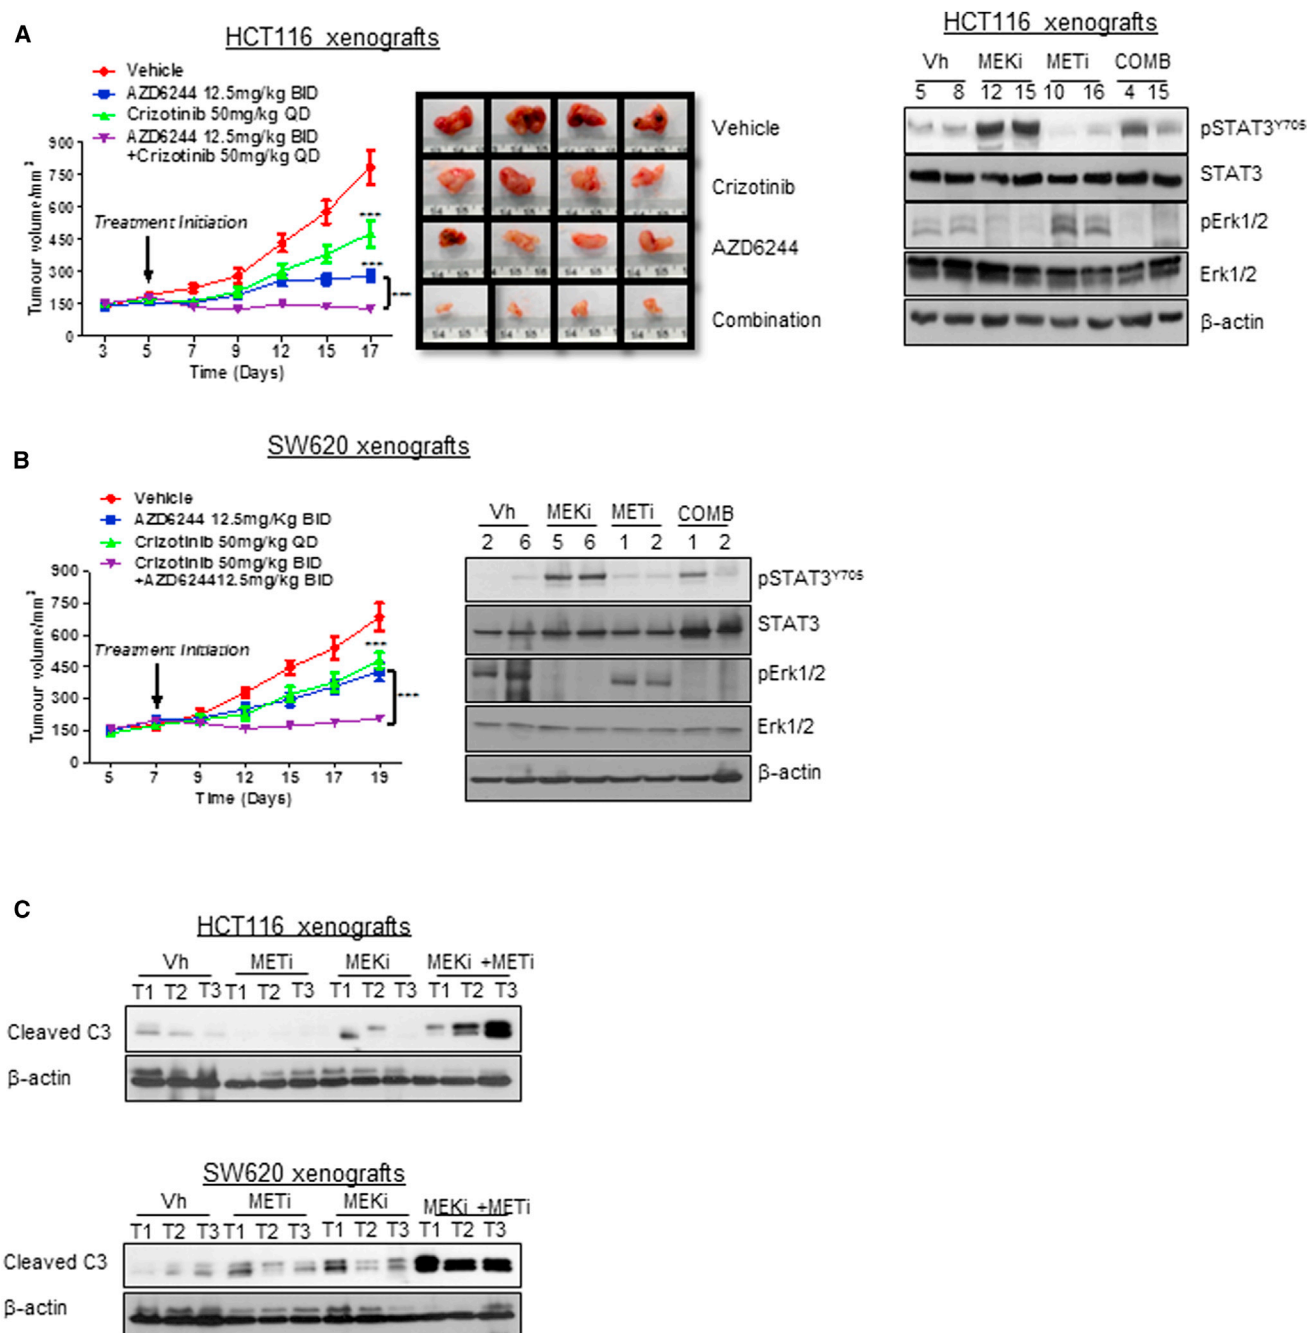 A
HCT116 xenografts
Vehicle
AZD6244 12.5mg/kg BID
Crizotinib 50mg/kg QD
AZD6244 12.5mg/kg BID
+Crizotinib 50mg/kg QD
Tumour volume/mm³
900
750
600
450
300
150
0
Treatment Initiation
3 5 7 9 12 15 17
Time (Days)
Vehicle
Crizotinib
AZD6244
Combination
HCT116 xenografts
Vh MEKi METi COMB
5 8 12 15 10 16 4 15
pSTAT3Y705
STAT3
pErk1/2
Erk1/2
β-actin
B
SW620 xenografts
Vehicle
AZD6244 12.5mg/Kg BID
Crizotinib 50mg/kg QD
Crizotinib 50mg/kg BID
+AZD624412.5mg/kg BID
Tumour volume/mm³
900
750
600
450
300
150
0
Treatment Initiation
5 7 9 12 15 17 19
Time (Days)
Vh MEKi METi COMB
2 6 5 6 1 2 1 2
pSTAT3Y705
STAT3
pErk1/2
Erk1/2
β-actin
C
HCT116 xenografts
Vh METi MEKi MEKi +METi
T1 T2 T3 T1 T2 T3 T1 T2 T3 T1 T2 T3
Cleaved C3
β-actin
SW620 xenografts
Vh METi MEKi MEKi +METi
T1 T2 T3 T1 T2 T3 T1 T2 T3 T1 T2 T3
Cleaved C3
β-actin